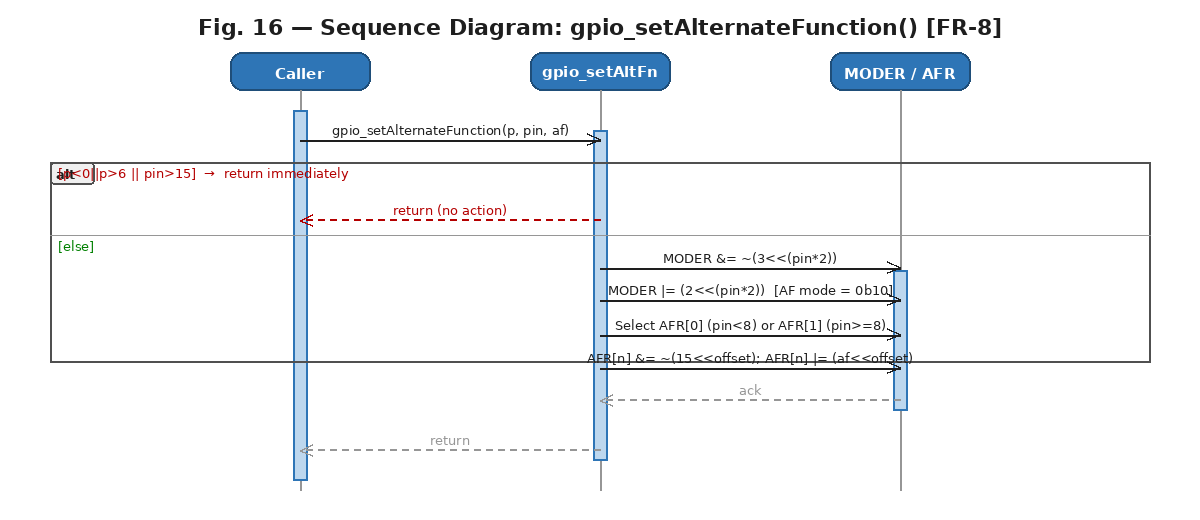 Fig. 16 — Sequence Diagram: gpio_setAlternateFunction() [FR-8]
Caller
gpio_setAltFn
MODER / AFR
gpio_setAlternateFunction(p, pin, af)
alt
[p<0||p>6 || pin>15] → return immediately
return (no action)
[else]
MODER &= ~(3<<(pin*2))
MODER |= (2<<(pin*2)) [AF mode = 0b10]
Select AFR[0] (pin<8) or AFR[1] (pin>=8)
AFR[n] &= ~(15<<offset); AFR[n] |= (af<<offset)
ack
return